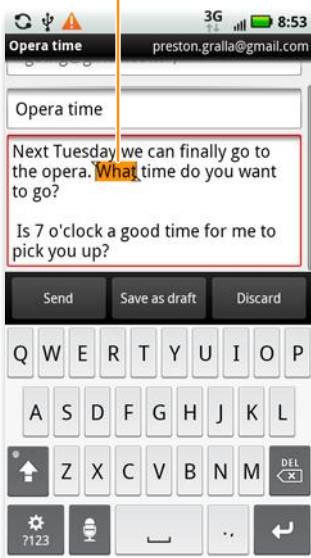 3G 8:53
Opera time preston.gralla@gmail.com
Opera time
Next Tuesday we can finally go to
the opera. What time do you want
to go?
Is 7 o'clock a good time for me to
pick you up?
Send Save as draft Discard
Q W E R T Y U I O P
A S D F G H J K L
Z X C V B N M DEL
?123 .,